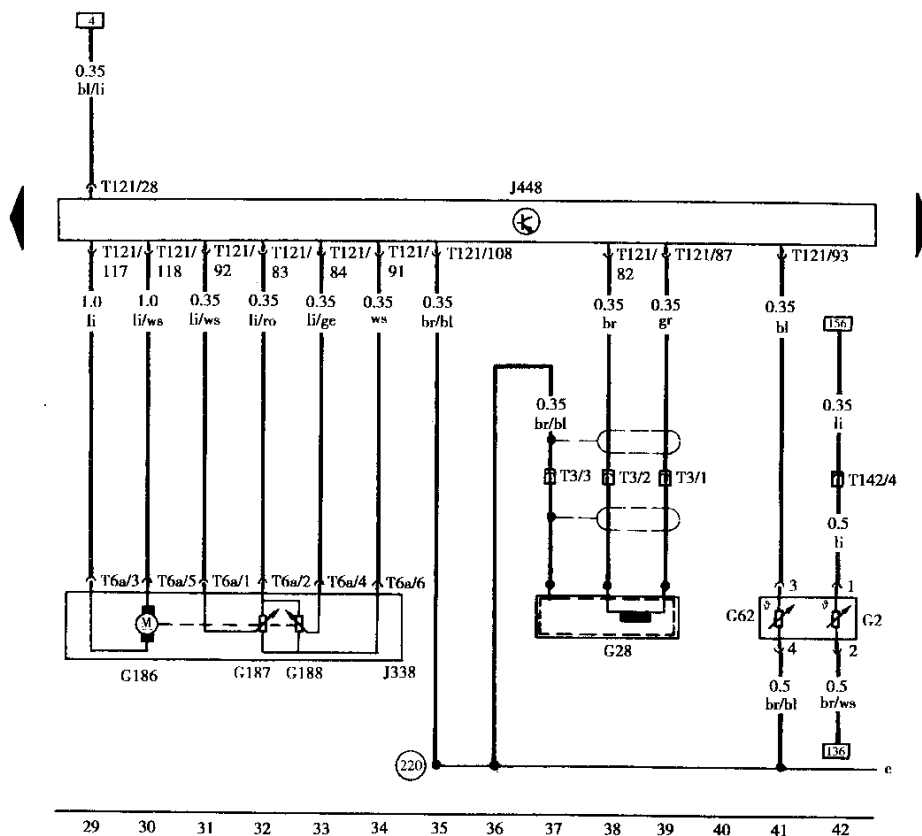 4
0.35
bl/li
T121/28
J448
T121/
117
T121/
118
T121/
92
T121/
83
T121/
84
T121/
91
T121/108
T121/
82
T121/87
T121/93
1.0
li
1.0
li/ws
0.35
li/ws
0.35
li/ro
0.35
li/ge
0.35
ws
0.35
br/bl
0.35
br
0.35
gr
0.35
bl
156
0.35
br/bl
0.35
li
T3/3
T3/2
T3/1
T142/4
0.5
li
T6a/3
T6a/5
T6a/1
T6a/2
T6a/4
T6a/6
3
1
M
G62
G2
G186
G187
G188
J338
G28
4
2
0.5
br/bl
0.5
br/ws
136
220
e
29 30 31 32 33 34 35 36 37 38 39 40 41 42